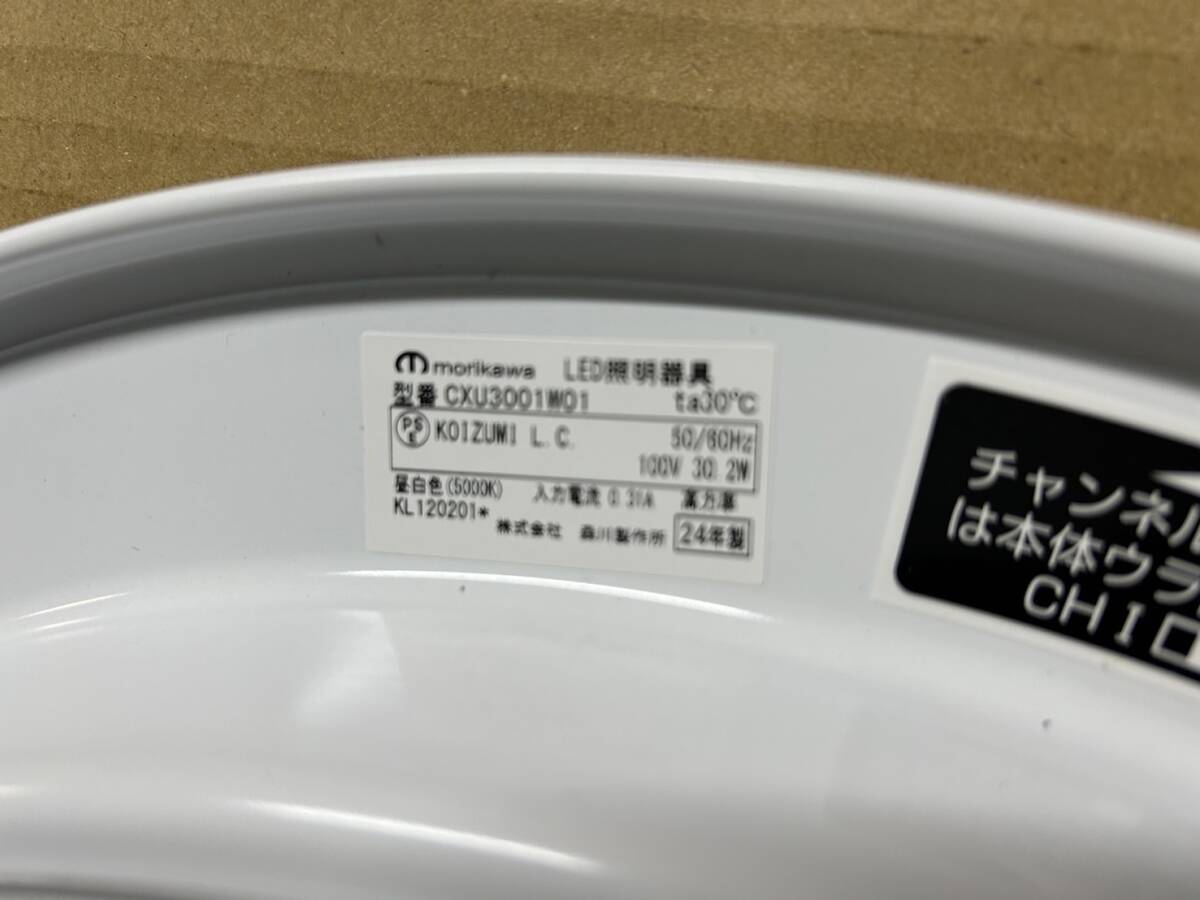 morikawa LED照明器具
型番 CXU3001W01 ta30℃
PSE KOIZUMI L.C. 50/60Hz
100V 30.2W
昼白色(5000K) 入力電流 0.31A 高力率
KL120201*
株式会社 森川製作所 24年製
チャンネル
は本体ウラ
CHI